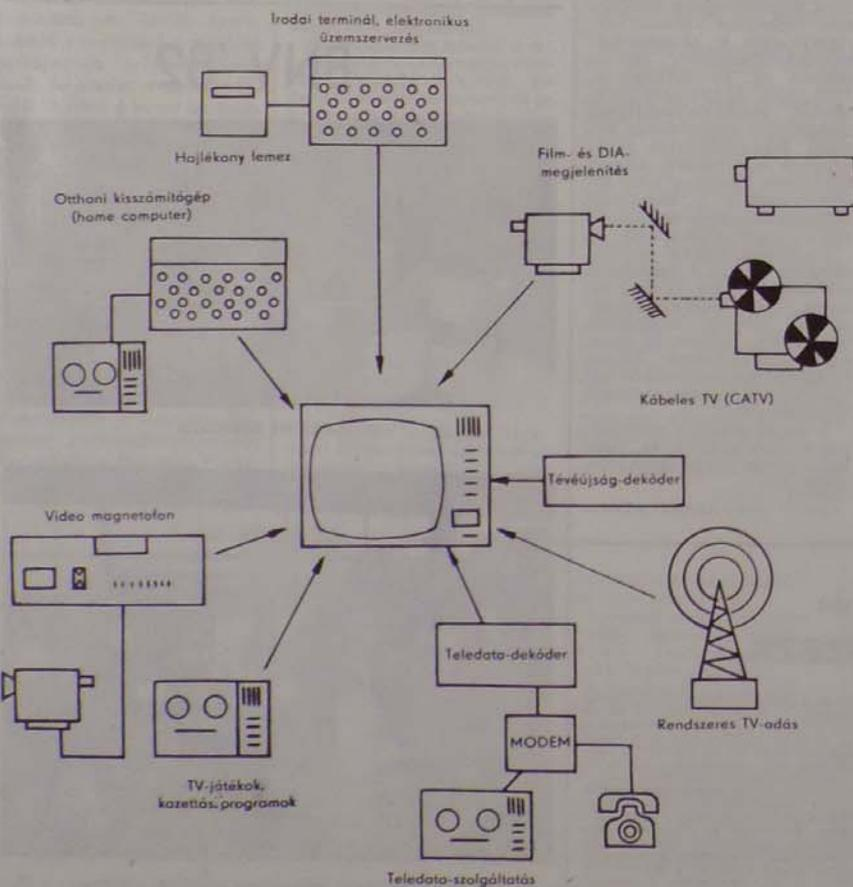 Irodai terminál, elektronikus
üzemszervezés
Hajlékony lemez
Film- és DIA-
megjelenítés
Otthoni kisszámítógép
(home computer)
Kábeles TV (CATV)
Tévéújság-dekóder
Video magnetofon
Teledata-dekóder
Rendszeres TV-adás
MODEM
TV-játékok,
kazettás programok
Teledata-szolgáltatás